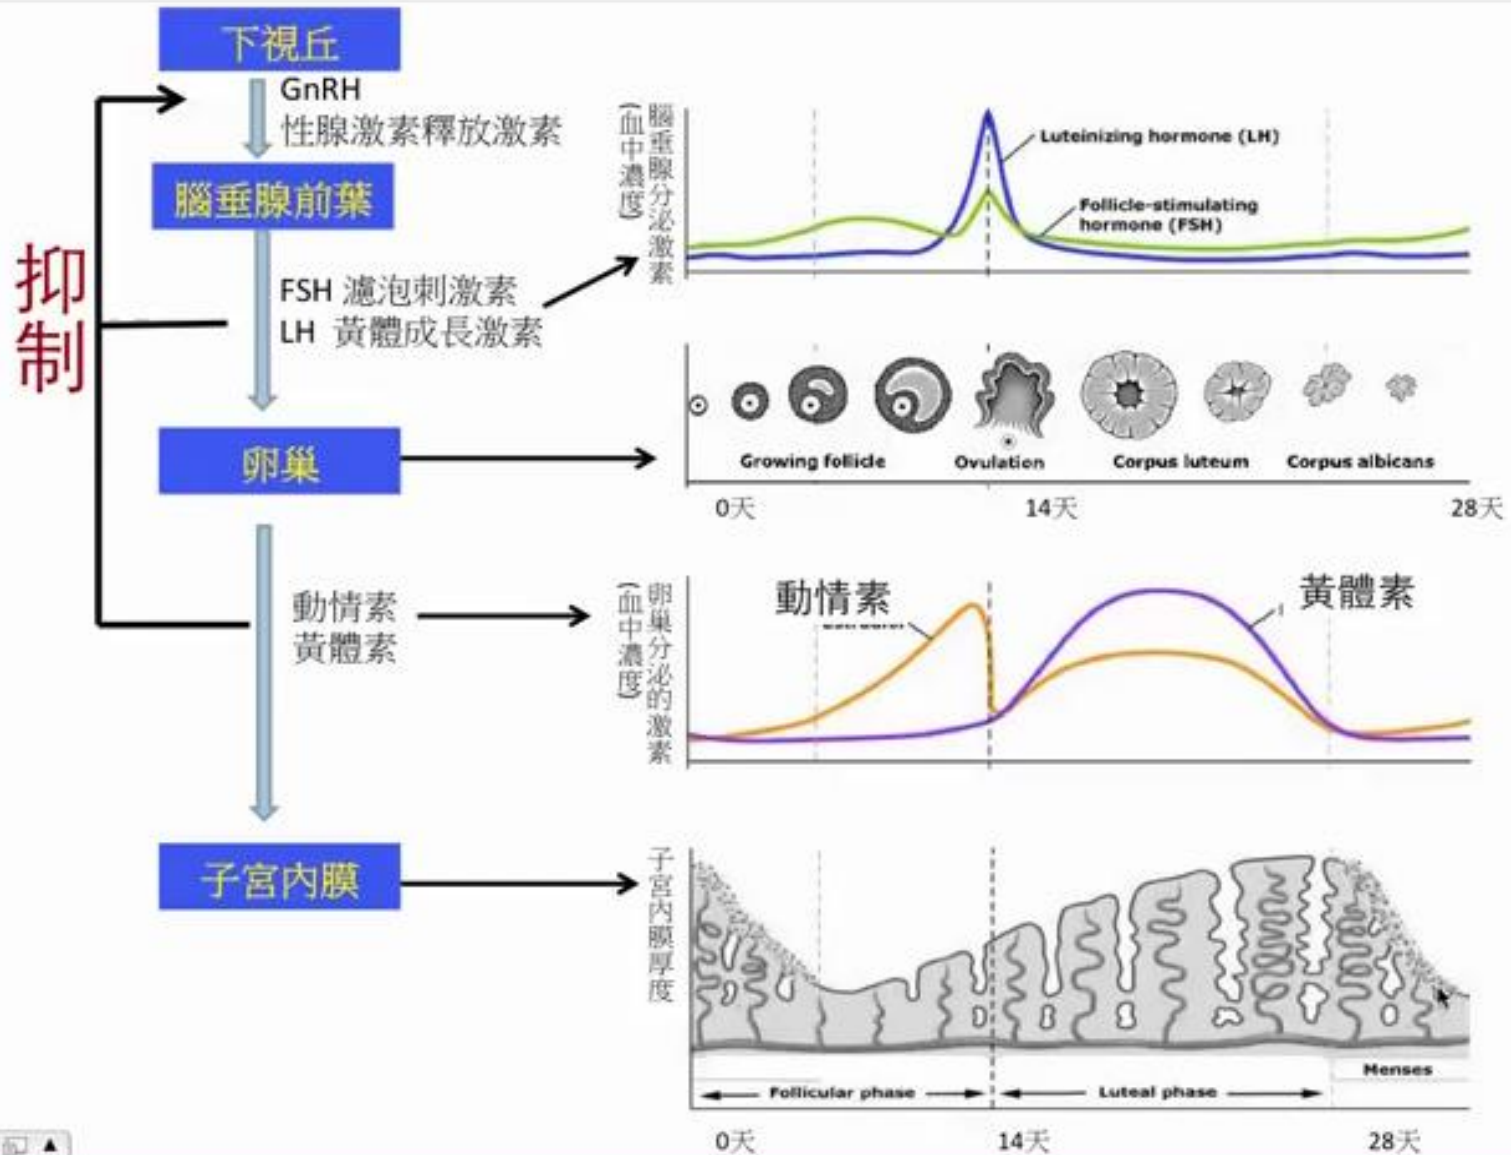 下視丘
GnRH
性腺激素釋放激素
腦垂腺前葉
抑制
FSH 濾泡刺激素
LH 黃體成長激素
卵巢
動情素
黃體素
子宮內膜
腦垂腺分泌激素
(血中濃度)
Luteinizing hormone (LH)
Follicle-stimulating
hormone (FSH)
Growing follicle
Ovulation
Corpus luteum
Corpus albicans
0天
14天
28天
卵巢分泌的激素
(血中濃度)
動情素
黃體素
子宮內膜厚度
Menses
Follicular phase
Luteal phase
0天
14天
28天